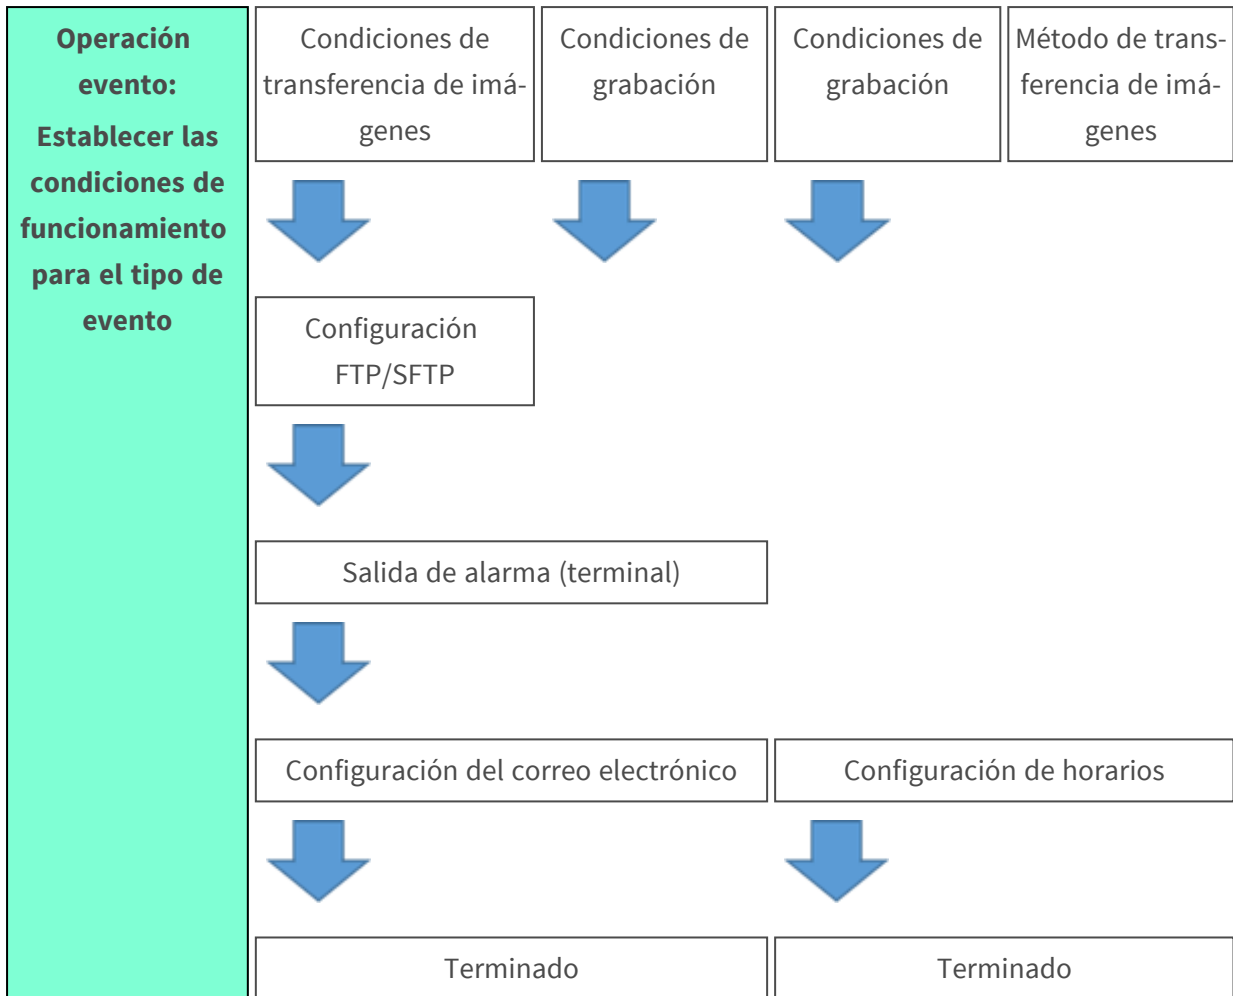 Operación
evento:
Establecer las
condiciones de
funcionamiento
para el tipo de
evento
Condiciones de
transferencia de imá-
genes
Condiciones de
grabación
Condiciones de
grabación
Método de trans-
ferencia de imá-
genes
Configuración
FTP/SFTP
Salida de alarma (terminal)
Configuración del correo electrónico
Configuración de horarios
Terminado
Terminado